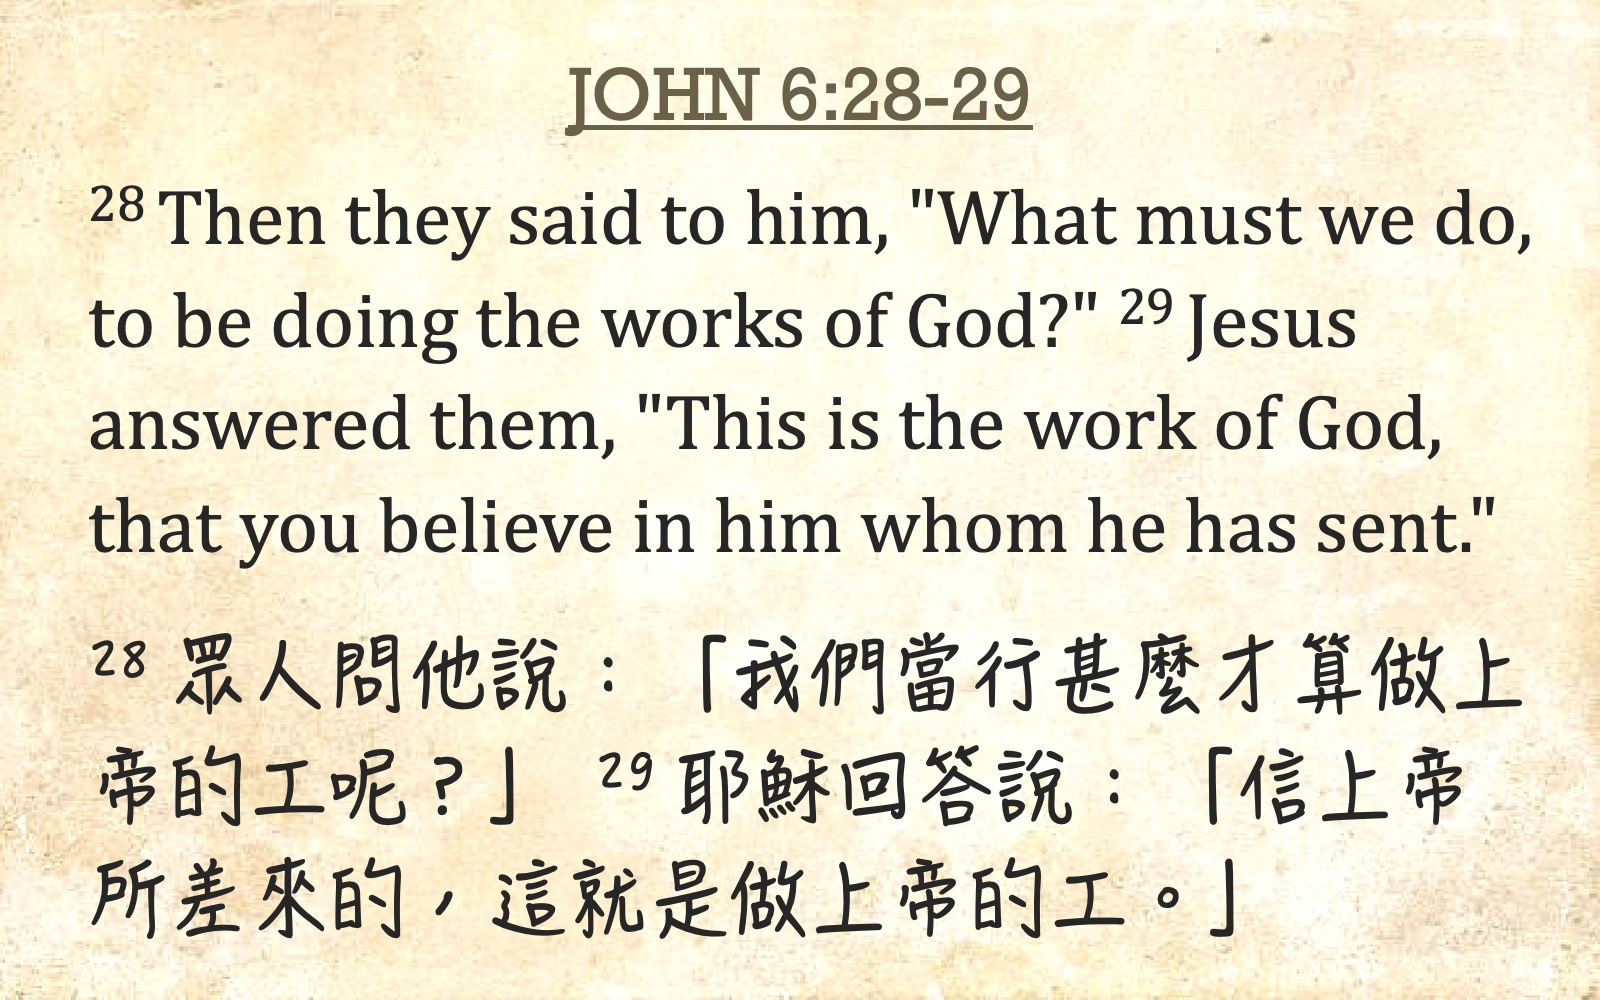 JOHN 6:28-29
28 Then they said to him, "What must we do,
to be doing the works of God?" 29 Jesus
answered them, "This is the work of God,
that you believe in him whom he has sent."
28 眾人問他說：「我們當行甚麼才算做上
帝的工呢？」 29 耶穌回答說：「信上帝
所差來的，這就是做上帝的工。」